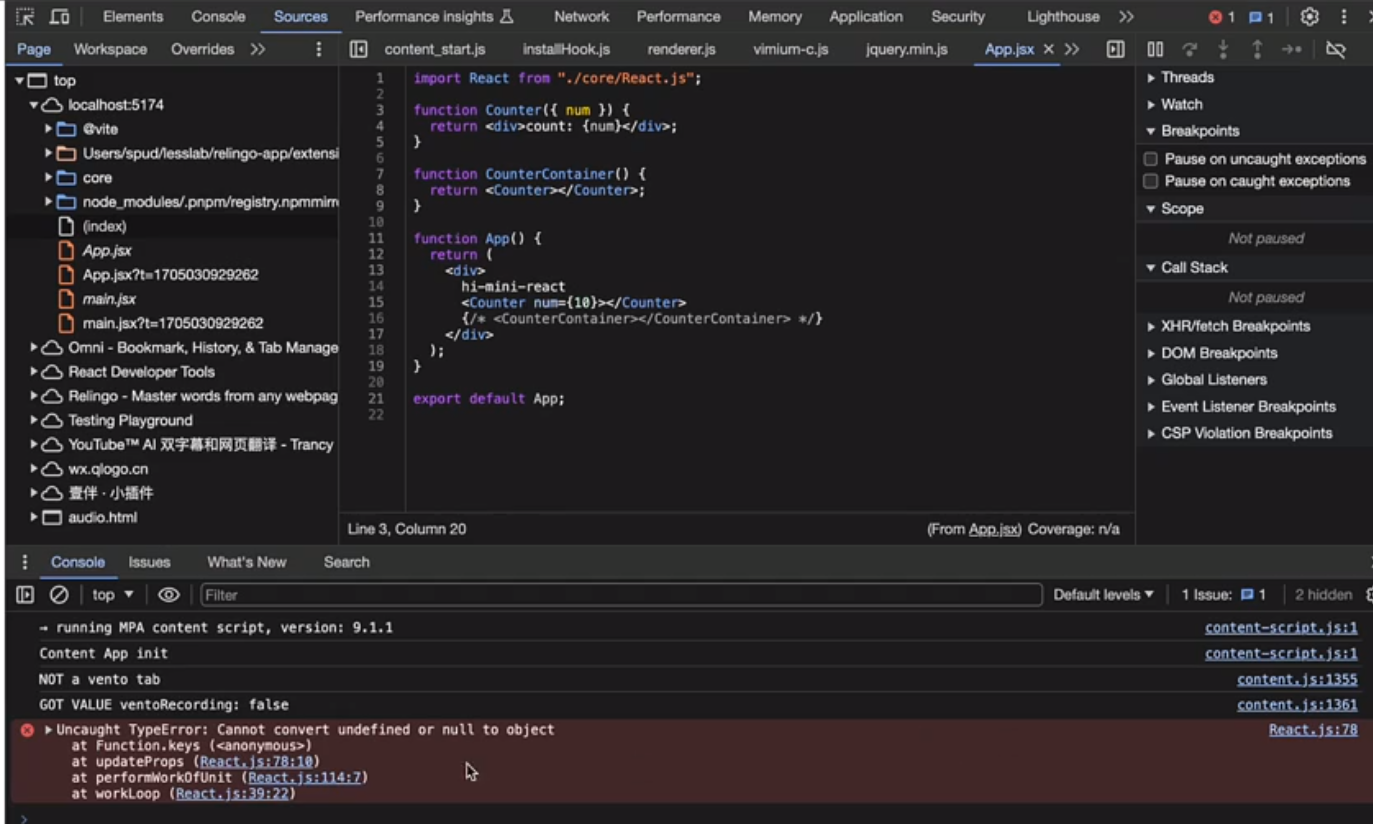 Elements Console Sources Performance insights Network Performance Memory Application Security Lighthouse >> 1 1
Page Workspace Overrides >> content_start.js installHook.js renderer.js vimium-c.js jquery.min.js App.jsx × >>
top
localhost:5174
@vite
Users/spud/lesslab/relingo-app/extensi
core
node_modules/.pnpm/registry.npmmirr
(index)
App.jsx
App.jsx?t=1705030929262
main.jsx
main.jsx?t=1705030929262
Omni - Bookmark, History, & Tab Manage
React Developer Tools
Relingo - Master words from any webpag
Testing Playground
YouTube™ AI 双字幕和网页翻译 - Trancy
wx.qlogo.cn
壹伴 · 小插件
audio.html
1 import React from "./core/React.js";
2
3 function Counter({ num }) {
4 return <div>count: {num}</div>;
5 }
6
7 function CounterContainer() {
8 return <Counter></Counter>;
9 }
10
11 function App() {
12 return (
13 <div>
14 hi-mini-react
15 <Counter num={10}></Counter>
16 {/* <CounterContainer></CounterContainer> */}
17 </div>
18 );
19 }
20
21 export default App;
22
Line 3, Column 20 (From App.jsx) Coverage: n/a
Threads
Watch
Breakpoints
Pause on uncaught exceptions
Pause on caught exceptions
Scope
Not paused
Call Stack
Not paused
XHR/fetch Breakpoints
DOM Breakpoints
Global Listeners
Event Listener Breakpoints
CSP Violation Breakpoints
Console Issues What's New Search
top Filter Default levels 1 Issue: 1 2 hidden
→ running MPA content script, version: 9.1.1 content-script.js:1
Content App init content-script.js:1
NOT a vento tab content.js:1355
GOT VALUE ventoRecording: false content.js:1361
Uncaught TypeError: Cannot convert undefined or null to object React.js:78
at Function.keys (<anonymous>)
at updateProps (React.js:78:10)
at performWorkOfUnit (React.js:114:7)
at workLoop (React.js:39:22)
>